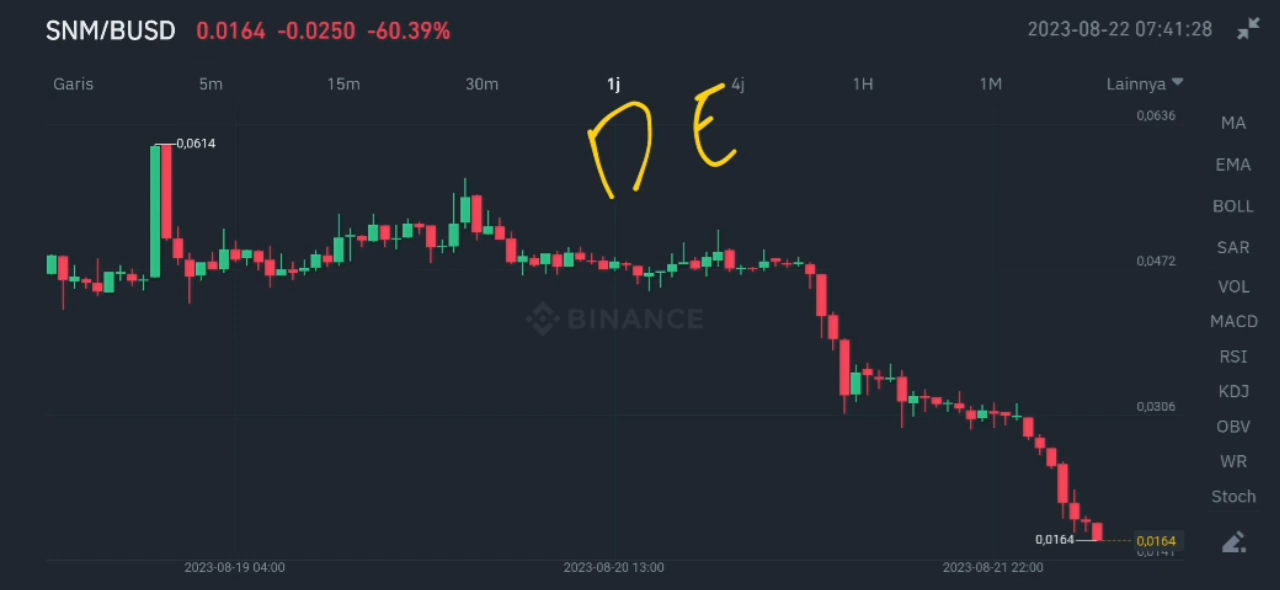 SNM/BUSD 0.0164 -0.0250 -60.39% 2023-08-22 07:41:28
Garis 5m 15m 30m 1j 4j 1H 1M Lainnya
0,0636
MA
0,0614
EMA
BOLL
SAR
0,0472
VOL
BINANCE
MACD
RSI
KDJ
0,0306
OBV
WR
Stoch
0,0164 0,0164
0,0141
2023-08-19 04:00 2023-08-20 13:00 2023-08-21 22:00